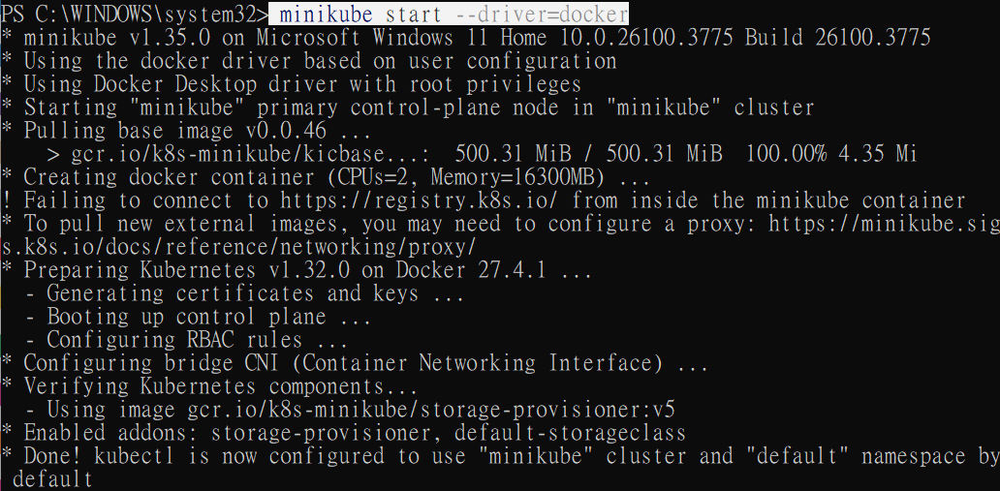 PS C:\WINDOWS\system32> minikube start --driver=docker
* minikube v1.35.0 on Microsoft Windows 11 Home 10.0.26100.3775 Build 26100.3775
* Using the docker driver based on user configuration
* Using Docker Desktop driver with root privileges
* Starting "minikube" primary control-plane node in "minikube" cluster
* Pulling base image v0.0.46 ...
    > gcr.io/k8s-minikube/kicbase...:  500.31 MiB / 500.31 MiB  100.00% 4.35 Mi
* Creating docker container (CPUs=2, Memory=16300MB) ...
! Failing to connect to https://registry.k8s.io/ from inside the minikube container
* To pull new external images, you may need to configure a proxy: https://minikube.sig
s.k8s.io/docs/reference/networking/proxy/
* Preparing Kubernetes v1.32.0 on Docker 27.4.1 ...
  - Generating certificates and keys ...
  - Booting up control plane ...
  - Configuring RBAC rules ...
* Configuring bridge CNI (Container Networking Interface) ...
* Verifying Kubernetes components...
  - Using image gcr.io/k8s-minikube/storage-provisioner:v5
* Enabled addons: storage-provisioner, default-storageclass
* Done! kubectl is now configured to use "minikube" cluster and "default" namespace by
 default